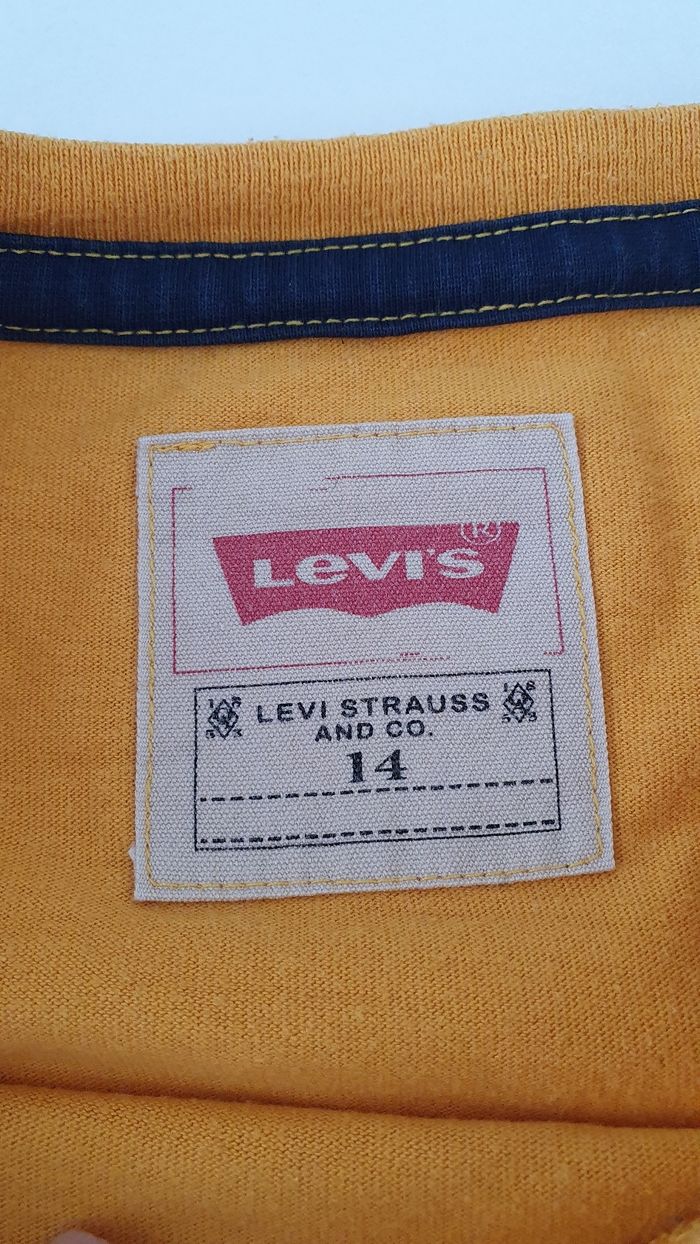 Levi's®
LEVI STRAUSS
AND CO.
14